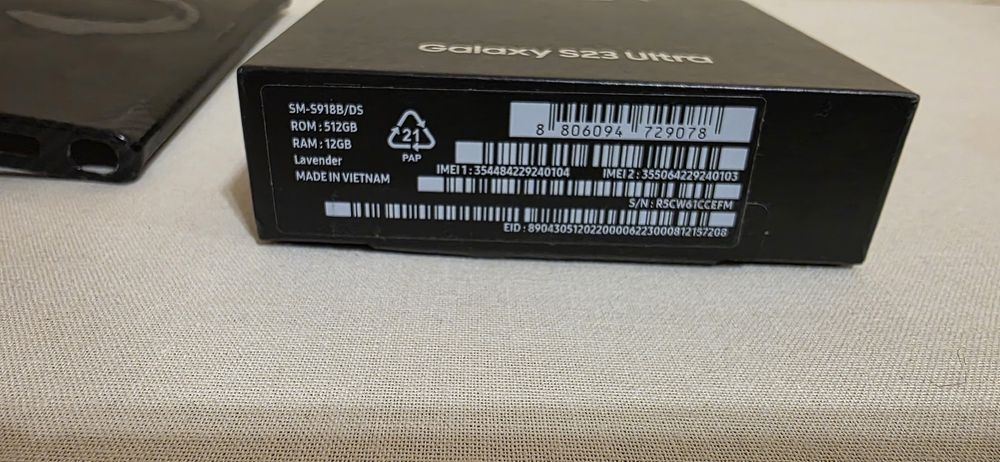 Galaxy S23 Ultra
SM-S918B/DS
ROM : 512GB
RAM : 12GB
Lavender
MADE IN VIETNAM
21
PAP
8 806094 729078
IMEI 1 : 354484229240104 IMEI 2 : 355064229240103
S/N : R5CW61CCEFM
EID : 89043051202200006223000812157208